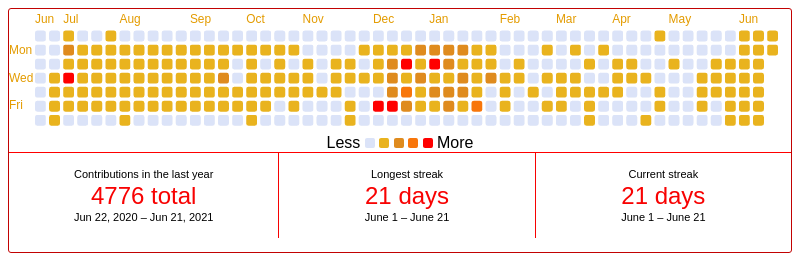 Jun Jul Aug Sep Oct Nov Dec Jan Feb Mar Apr May Jun
Mon
Wed
Fri
Less More
Contributions in the last year
4776 total
Jun 22, 2020 – Jun 21, 2021
Longest streak
21 days
June 1 – June 21
Current streak
21 days
June 1 – June 21